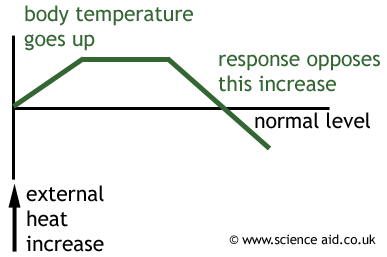 body temperature
goes up
response opposes
this increase
normal level
external
heat
increase
© www.science aid.co.uk